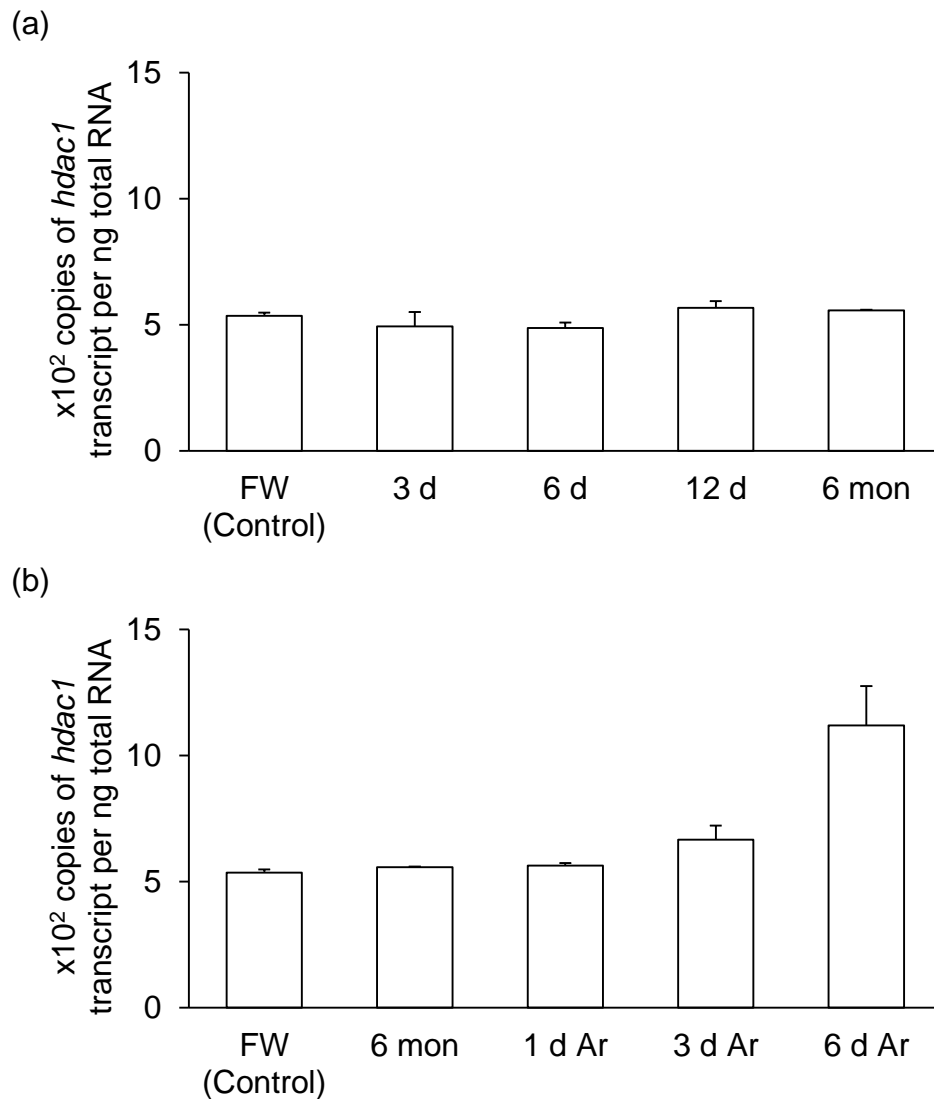 (a)
x10² copies of hdac1
transcript per ng total RNA
15
10
5
0
FW
(Control)
3 d
6 d
12 d
6 mon
(b)
x10² copies of hdac1
transcript per ng total RNA
15
10
5
0
FW
(Control)
6 mon
1 d Ar
3 d Ar
6 d Ar